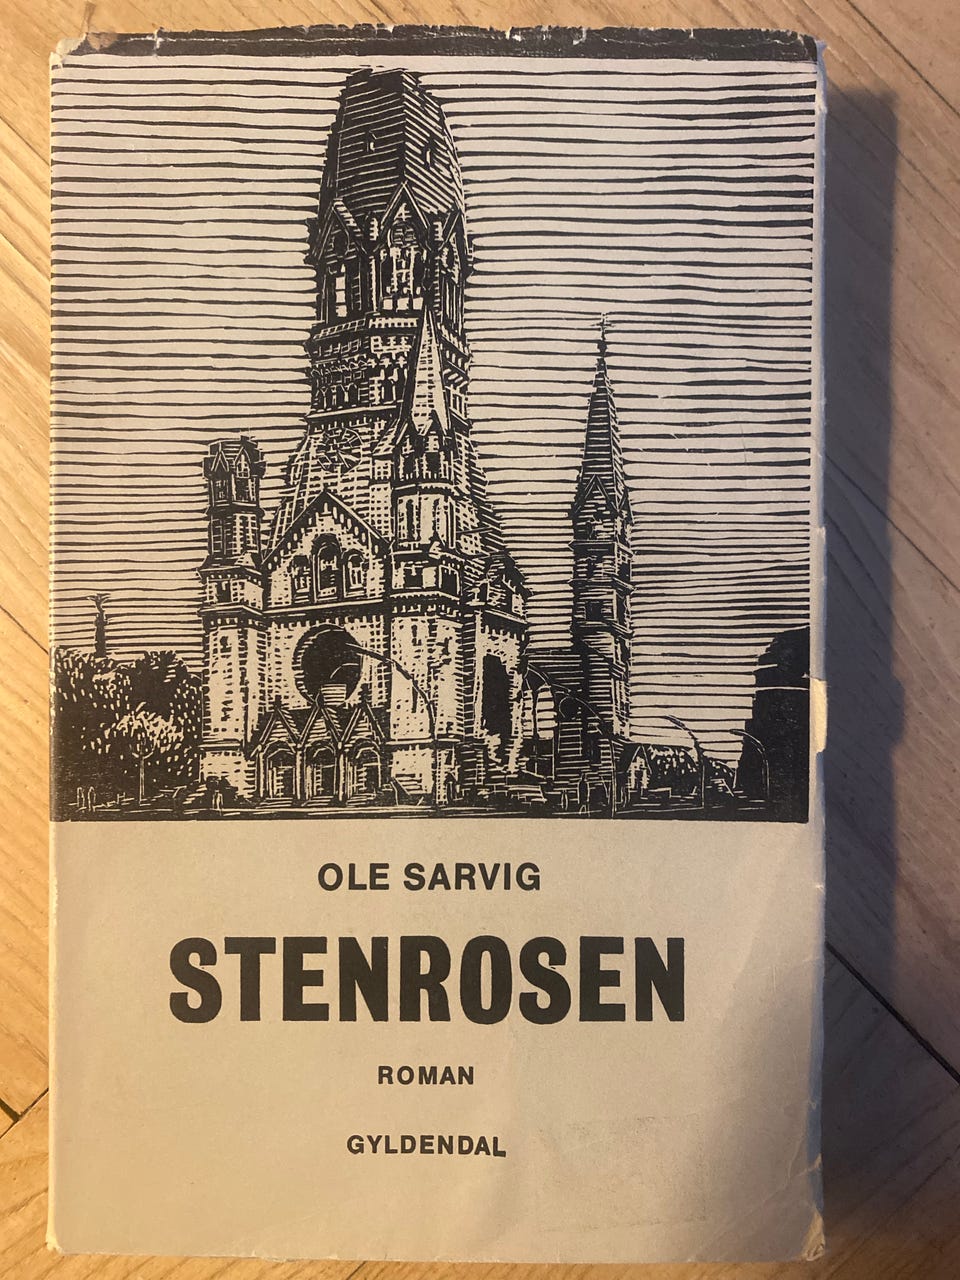 OLE SARVIG
STENROSEN
ROMAN
GYLDENDAL